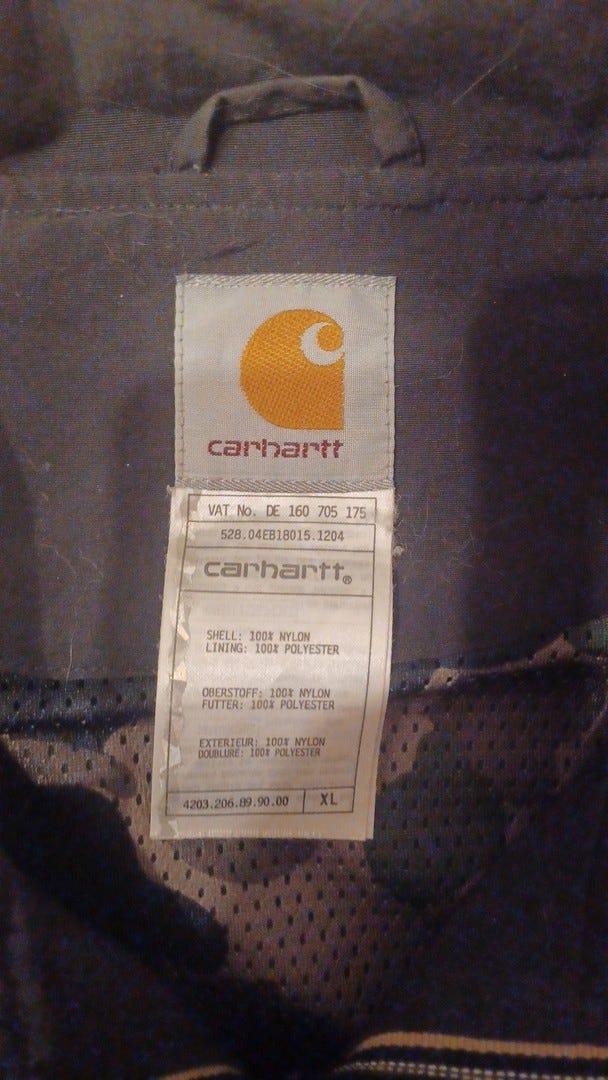 carhartt
VAT No. DE 160 705 175
528.04EB18015.1204
carhartt®
SHELL: 100% NYLON
LINING: 100% POLYESTER
OBERSTOFF: 100% NYLON
FUTTER: 100% POLYESTER
EXTERIEUR: 100% NYLON
DOUBLURE: 100% POLYESTER
4203.206.89.90.00 XL